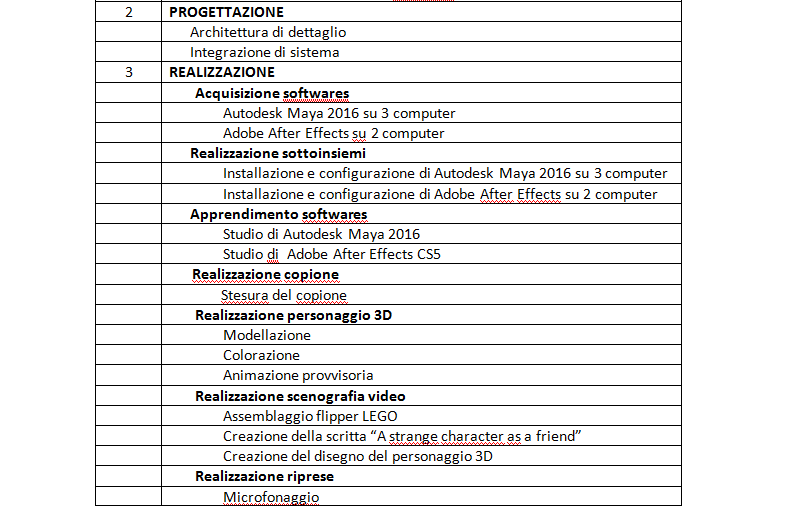 2 PROGETTAZIONE
Architettura di dettaglio
Integrazione di sistema
3 REALIZZAZIONE
Acquisizione softwares
Autodesk Maya 2016 su 3 computer
Adobe After Effects su 2 computer
Realizzazione sottoinsiemi
Installazione e configurazione di Autodesk Maya 2016 su 3 computer
Installazione e configurazione di Adobe After Effects su 2 computer
Apprendimento softwares
Studio di Autodesk Maya 2016
Studio di Adobe After Effects CS5
Realizzazione copione
Stesura del copione
Realizzazione personaggio 3D
Modellazione
Colorazione
Animazione provvisoria
Realizzazione scenografia video
Assemblaggio flipper LEGO
Creazione della scritta “A strange character as a friend”
Creazione del disegno del personaggio 3D
Realizzazione riprese
Microfonaggio